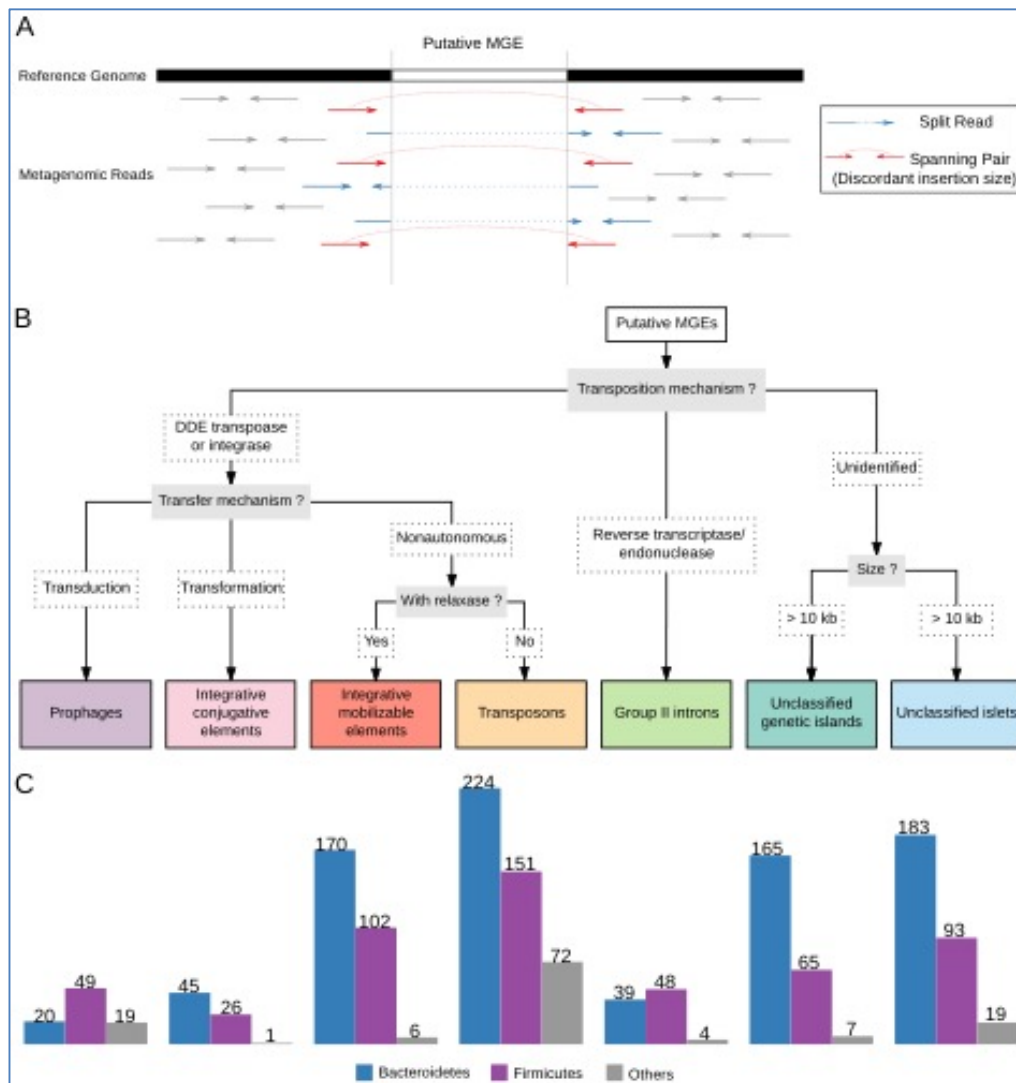 A
Putative MGE
Reference Genome
Metagenomic Reads
Split Read
Spanning Pair
(Discordant insertion size)
B
Putative MGEs
Transposition mechanism ?
DDE transpoase
or integrase
Unidentified
Transfer mechanism ?
Nonautonomous
Reverse transcriptase/
endonuclease
Size ?
Transduction
Transformation
With relaxase ?
> 10 kb
> 10 kb
Yes
No
Prophages
Integrative
conjugative
elements
Integrative
mobilizable
elements
Transposons
Group II introns
Unclassified
genetic islands
Unclassified islets
C
20
49
19
45
26
1
170
102
6
224
151
72
39
48
4
165
65
7
183
93
19
Bacteroidetes
Firmicutes
Others